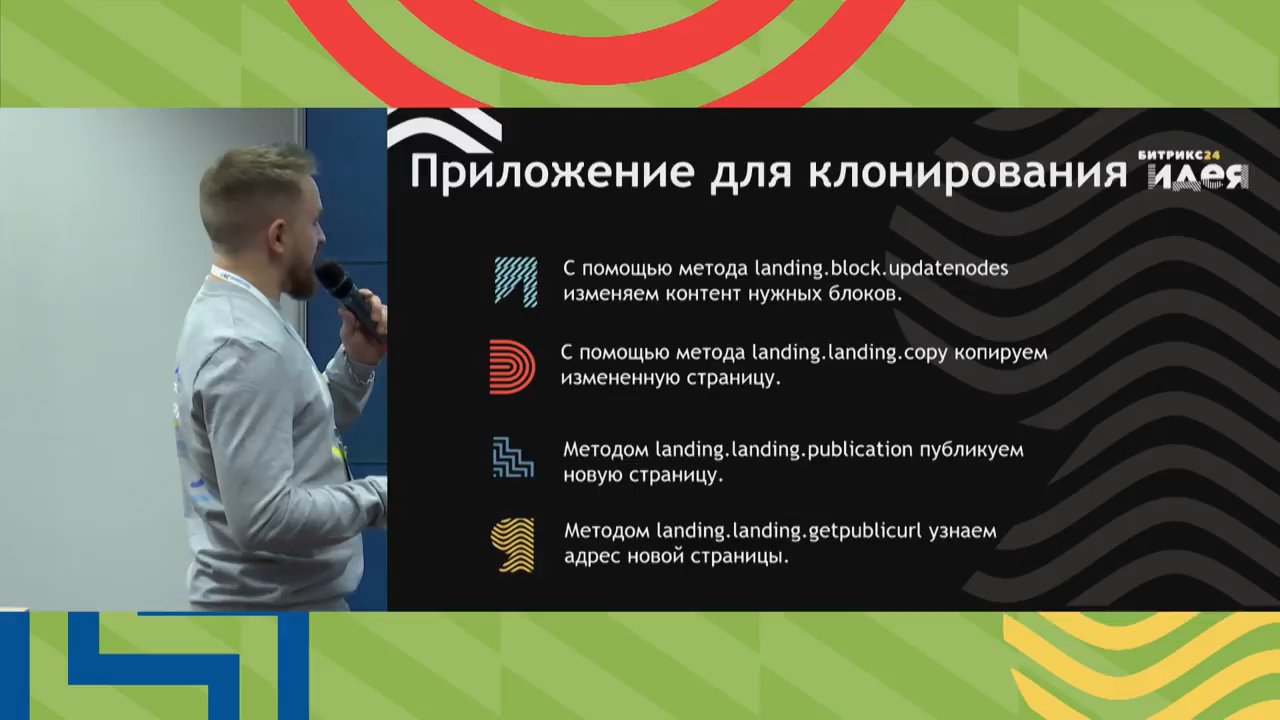 Приложение для клонирования
БИТРИКС24
идея
С помощью метода landing.block.updatenodes
изменяем контент нужных блоков.
С помощью метода landing.landing.copy копируем
измененную страницу.
Методом landing.landing.publication публикуем
новую страницу.
Методом landing.landing.getpublicurl узнаем
адрес новой страницы.